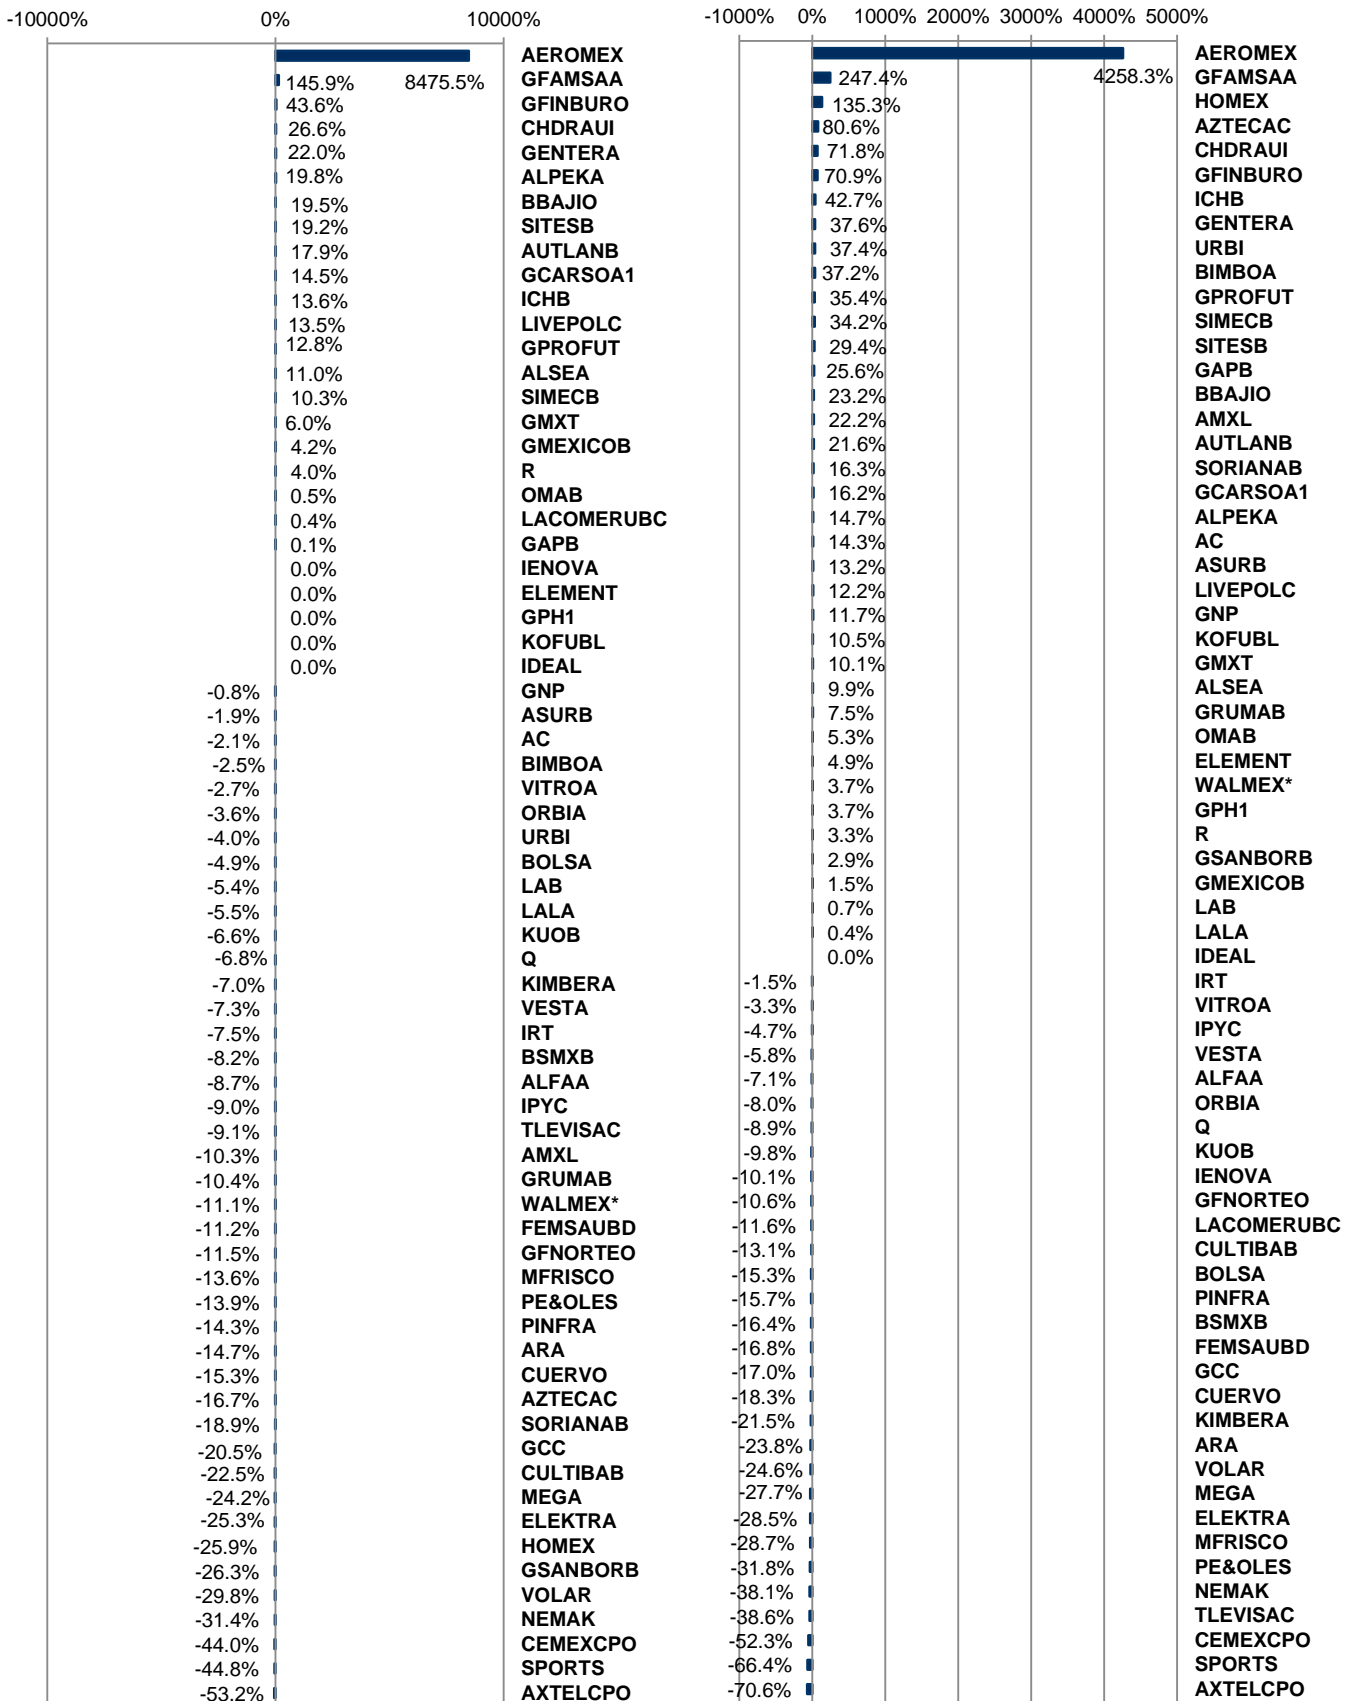 -10000% 0% 10000%
AEROMEX
145.9% 8475.5% GFAMSAA
43.6% GFINBURO
26.6% CHDRAUI
22.0% GENTERA
19.8% ALPEKA
19.5% BBAJIO
19.2% SITESB
17.9% AUTLANB
14.5% GCARSOA1
13.6% ICHB
13.5% LIVEPOLC
12.8% GPROFUT
11.0% ALSEA
10.3% SIMECB
6.0% GMXT
4.2% GMEXICOB
4.0% R
0.5% OMAB
0.4% LACOMERUBC
0.1% GAPB
0.0% IENOVA
0.0% ELEMENT
0.0% GPH1
0.0% KOFUBL
0.0% IDEAL
-0.8% GNP
-1.9% ASURB
-2.1% AC
-2.5% BIMBOA
-2.7% VITROA
-3.6% ORBIA
-4.0% URBI
-4.9% BOLSA
-5.4% LAB
-5.5% LALA
-6.6% KUOB
-6.8% Q
-7.0% KIMBERA
-7.3% VESTA
-7.5% IRT
-8.2% BSMXB
-8.7% ALFAA
-9.0% IPYC
-9.1% TLEVISAC
-10.3% AMXL
-10.4% GRUMAB
-11.1% WALMEX*
-11.2% FEMSAUBD
-11.5% GFNORTEO
-13.6% MFRISCO
-13.9% PE&OLES
-14.3% PINFRA
-14.7% ARA
-15.3% CUERVO
-16.7% AZTECAC
-18.9% SORIANAB
-20.5% GCC
-22.5% CULTIBAB
-24.2% MEGA
-25.3% ELEKTRA
-25.9% HOMEX
-26.3% GSANBORB
-29.8% VOLAR
-31.4% NEMAK
-44.0% CEMEXCPO
-44.8% SPORTS
-53.2% AXTELCPO
-1000% 0% 1000% 2000% 3000% 4000% 5000%
AEROMEX
247.4% 4258.3% GFAMSAA
135.3% HOMEX
80.6% AZTECAC
71.8% CHDRAUI
70.9% GFINBURO
42.7% ICHB
37.6% GENTERA
37.4% URBI
37.2% BIMBOA
35.4% GPROFUT
34.2% SIMECB
29.4% SITESB
25.6% GAPB
23.2% BBAJIO
22.2% AMXL
21.6% AUTLANB
16.3% SORIANAB
16.2% GCARSOA1
14.7% ALPEKA
14.3% AC
13.2% ASURB
12.2% LIVEPOLC
11.7% GNP
10.5% KOFUBL
10.1% GMXT
9.9% ALSEA
7.5% GRUMAB
5.3% OMAB
4.9% ELEMENT
3.7% WALMEX*
3.7% GPH1
3.3% R
2.9% GSANBORB
1.5% GMEXICOB
0.7% LAB
0.4% LALA
0.0% IDEAL
-1.5% IRT
-3.3% VITROA
-4.7% IPYC
-5.8% VESTA
-7.1% ALFAA
-8.0% ORBIA
-8.9% Q
-9.8% KUOB
-10.1% IENOVA
-10.6% GFNORTEO
-11.6% LACOMERUBC
-13.1% CULTIBAB
-15.3% BOLSA
-15.7% PINFRA
-16.4% BSMXB
-16.8% FEMSAUBD
-17.0% GCC
-18.3% CUERVO
-21.5% KIMBERA
-23.8% ARA
-24.6% VOLAR
-27.7% MEGA
-28.5% ELEKTRA
-28.7% MFRISCO
-31.8% PE&OLES
-38.1% NEMAK
-38.6% TLEVISAC
-52.3% CEMEXCPO
-66.4% SPORTS
-70.6% AXTELCPO